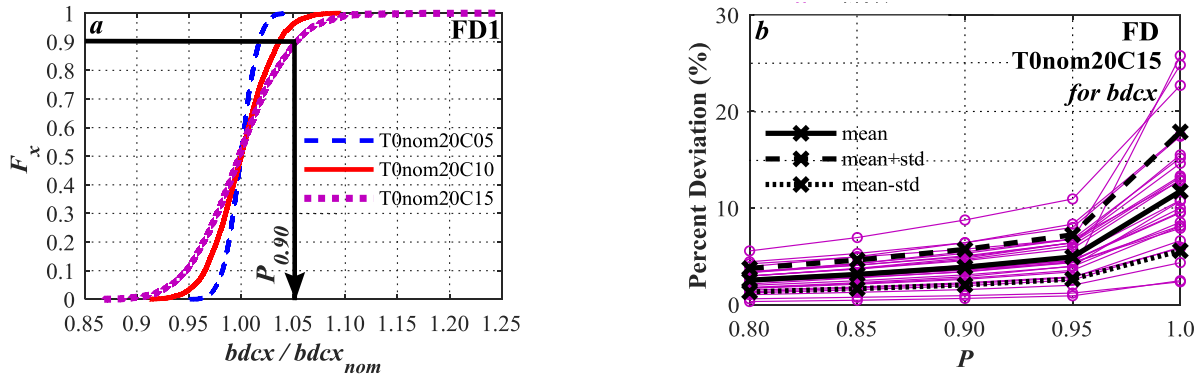 a
FD1
1
0.9
0.8
0.7
0.6
0.5
0.4
0.3
0.2
0.1
0
F_x
T0nom20C05
T0nom20C10
T0nom20C15
P_0.90
0.85 0.90 0.95 1.00 1.05 1.10 1.15 1.20 1.25
bdcx / bdcx_nom
b
FD
T0nom20C15
for bdcx
30
20
10
0
Percent Deviation (%)
mean
mean+std
mean-std
0.80 0.85 0.90 0.95 1.0
P